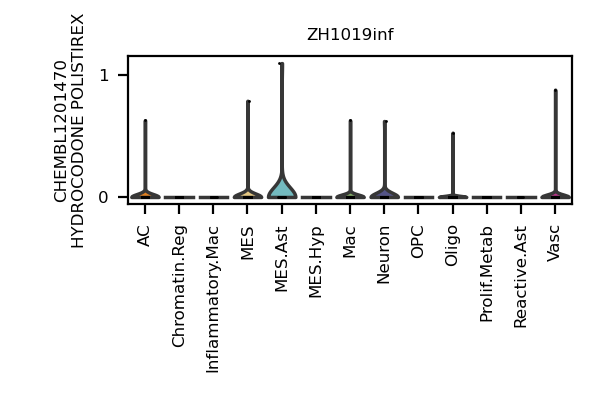 ZH1019inf
CHEMBL1201470
HYDROCODONE POLISTIREX
1
0
AC
Chromatin.Reg
Inflammatory.Mac
MES
MES.Ast
MES.Hyp
Mac
Neuron
OPC
Oligo
Prolif.Metab
Reactive.Ast
Vasc